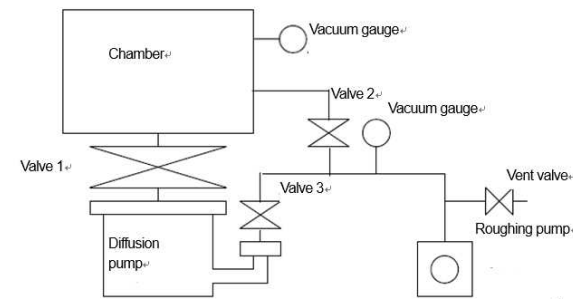 Vacuum gauge
Chamber
Valve 2
Vacuum gauge
Valve 1
Valve 3
Vent valve
Roughing pump
Diffusion
pump